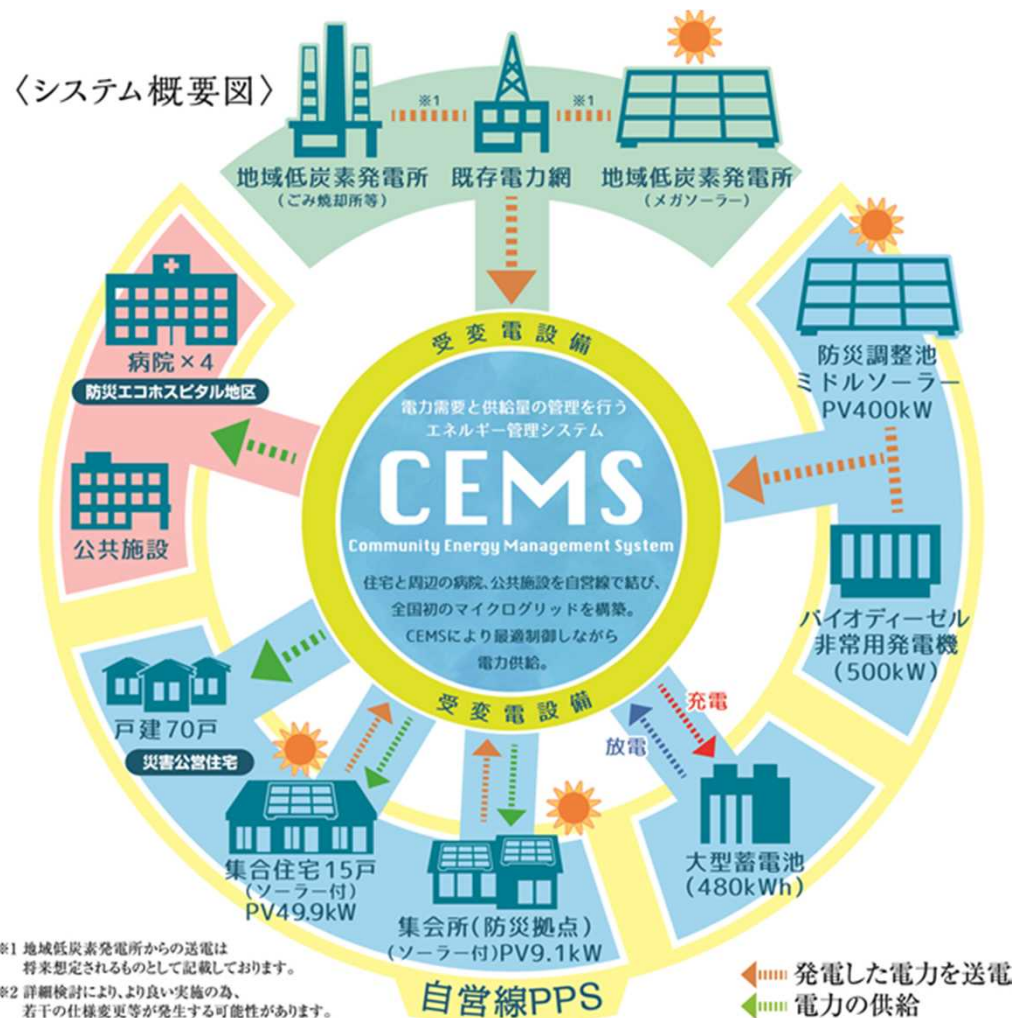 〈システム概要図〉
※1
※1
地域低炭素発電所
(ごみ焼却所等)
既存電力網
地域低炭素発電所
(メガソーラー)
受変電設備
病院×4
防災エコホスピタル地区
公共施設
防災調整池
ミドルソーラー
PV400kW
電力需要と供給量の管理を行う
エネルギー管理システム
CEMS
Community Energy Management System
住宅と周辺の病院、公共施設を自営線で結び、
全国初のマイクログリッドを構築。
CEMSにより最適制御しながら
電力供給。
バイオディーゼル
非常用発電機
(500kW)
受変電設備
戸建70戸
災害公営住宅
充電
放電
集合住宅15戸
(ソーラー付)
PV49.9kW
集会所(防災拠点)
(ソーラー付)PV9.1kW
大型蓄電池
(480kWh)
※1 地域低炭素発電所からの送電は
将来想定されるものとして記載しております。
※2 詳細検討により、より良い実施の為、
若干の仕様変更等が発生する可能性があります。
自営線PPS
発電した電力を送電
電力の供給